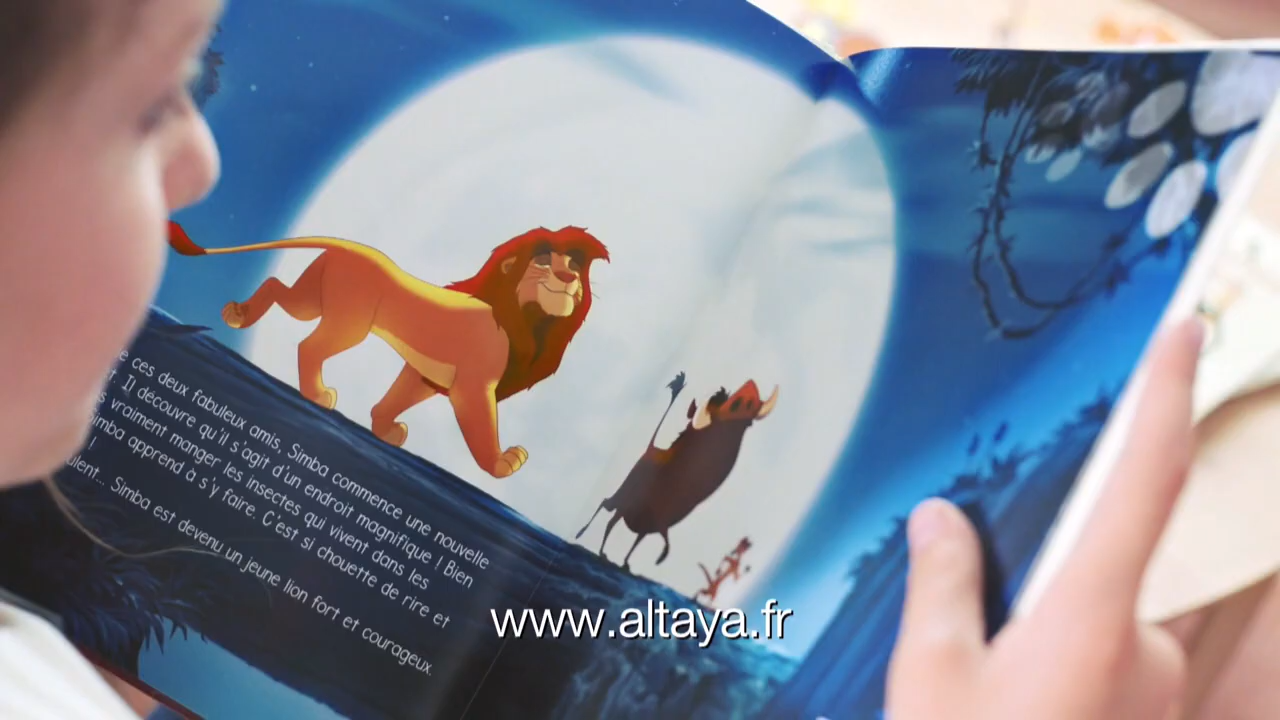 e ces deux fabuleux amis, Simba commence une nouvelle
Il découvre qu'il s'agit d'un endroit magnifique ! Bien
vraiment manger les insectes qui vivent dans les
imba apprend à s'y faire. C'est si chouette de rire et
!
ulent... Simba est devenu un jeune lion fort et courageux.
www.altaya.fr